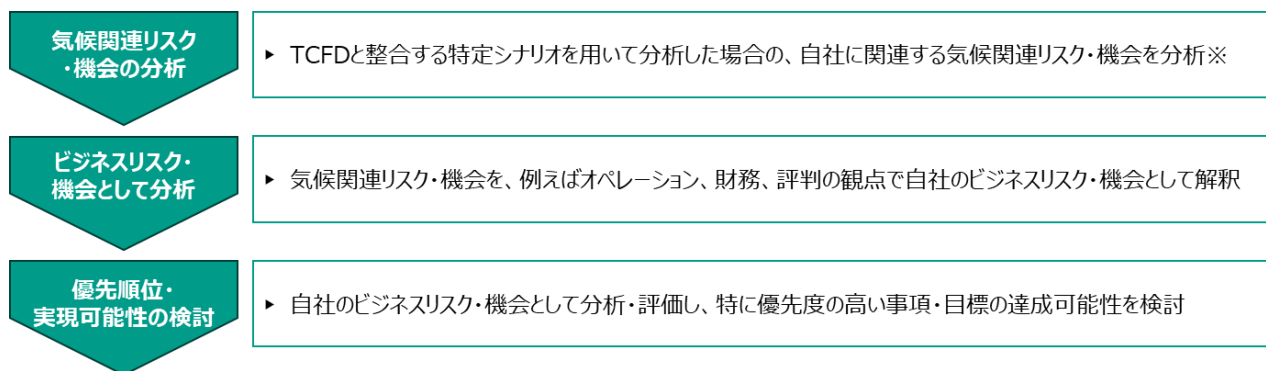 気候関連リスク
・機会の分析
▶ TCFDと整合する特定シナリオを用いて分析した場合の、自社に関連する気候関連リスク・機会を分析※
ビジネスリスク・
機会として分析
▶ 気候関連リスク・機会を、例えばオペレーション、財務、評判の観点で自社のビジネスリスク・機会として解釈
優先順位・
実現可能性の検討
▶ 自社のビジネスリスク・機会として分析・評価し、特に優先度の高い事項・目標の達成可能性を検討